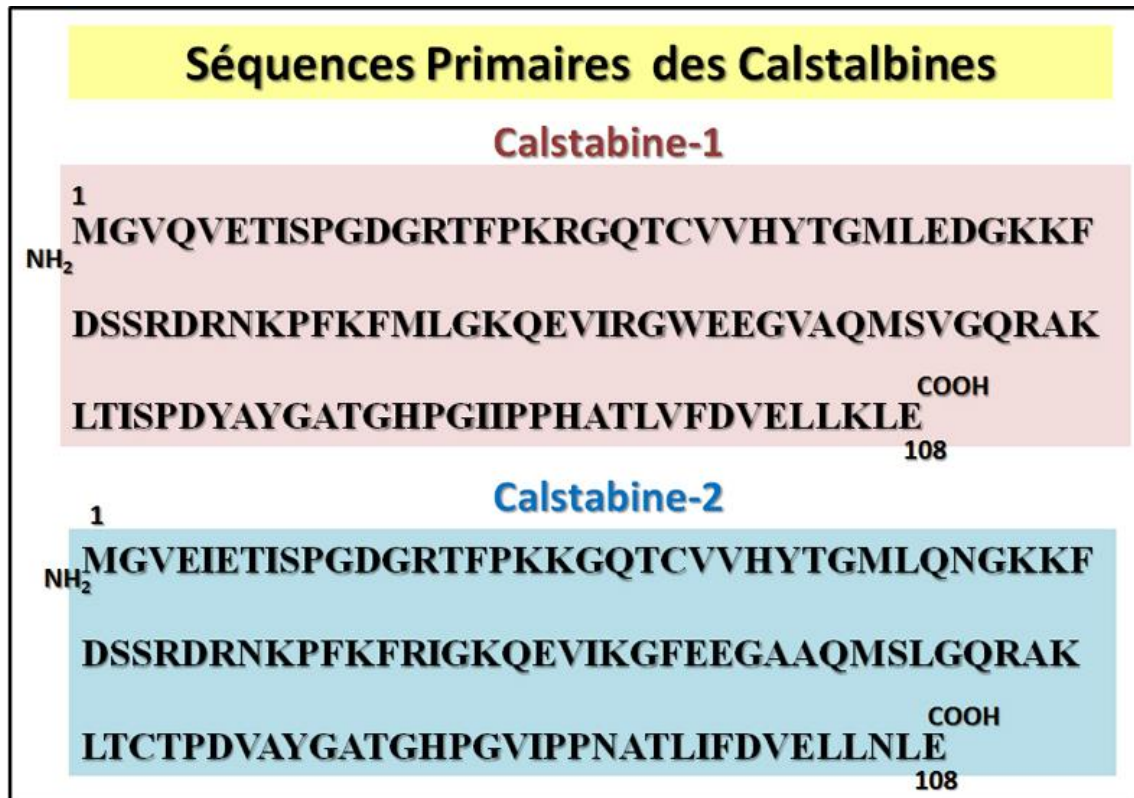 Séquences Primaires des Calstalbines
Calstabine-1
1
MGVQVETISPGDGRTFPKRGQTCVVHYTGMLEDGKKF
NH2
DSSRDRNKPFKFMLGKQEVIRGWEEGVAQMSVGQRAK
COOH
LTISPDYAYGATGHPGIIPPHATLVFDVELLKLE
108
Calstabine-2
1
MGVEIETISPGDGRTFPKKGQTCVVHYTGMLQNGKKF
NH2
DSSRDRNKPFKFRIGKQEVIKGFEEGAAQMSLGQRAK
COOH
LTCTPDVAYGATGHPGVIPPNATLIFDVELLNLE
108